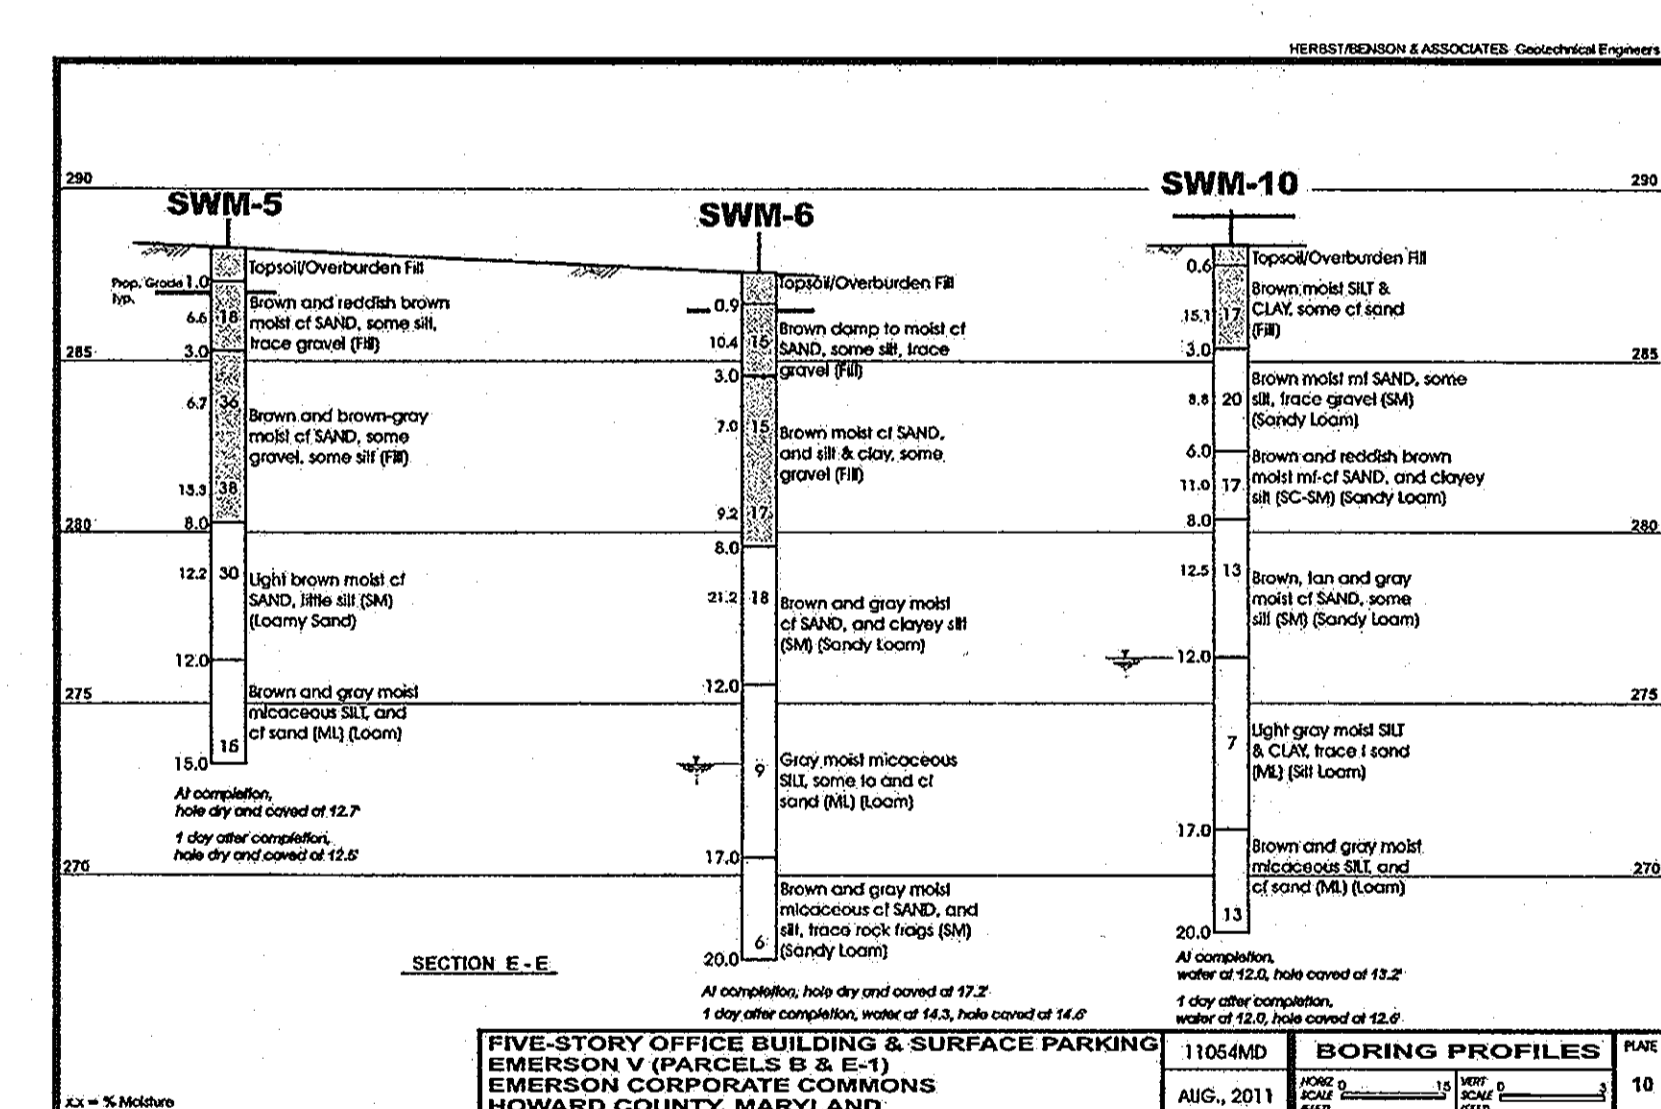 HERBST/BENSON & ASSOCIATES Geotechnical Engineers
290
290
SWM-5
SWM-6
SWM-10
Topsoil/Overburden Fill
Prop. Grade
Typ.
1.0
Brown and reddish brown
moist cf SAND, some silt,
trace gravel (Fill)
6.6
18
285
3.0
6.7
36
Brown and brown-gray
moist cf SAND, some
gravel, some silt (Fill)
13.3
38
280
8.0
12.2
30
Light brown moist cf
SAND, little silt (SM)
(Loamy Sand)
12.0
275
Brown and gray moist
micaceous SILT, and
cf sand (ML) (Loam)
15.0
At completion,
hole dry and caved at 12.7'
1 day after completion,
hole dry and caved at 12.5'
270
Topsoil/Overburden Fill
0.9
Brown damp to moist cf
SAND, some silt, trace
gravel (Fill)
10.4
15
3.0
7.0
15
Brown moist cf SAND,
and silt & clay, some
gravel (Fill)
9.2
17
8.0
21.2
18
Brown and gray moist
cf SAND, and clayey silt
(SM) (Sandy Loam)
12.0
9
Gray moist micaceous
SILT, some to and cf
sand (ML) (Loam)
17.0
Brown and gray moist
micaceous cf SAND, and
silt, trace rock frags (SM)
(Sandy Loam)
6
20.0
At completion, hole dry and caved at 17.2'
1 day after completion, water at 14.3, hole caved at 14.6'
Topsoil/Overburden Fill
0.6
Brown moist SILT &
CLAY, some cf sand
(Fill)
15.1
17
3.0
285
Brown moist mf SAND, some
silt, trace gravel (SM)
(Sandy Loam)
8.8
20
6.0
Brown and reddish brown
moist mf-cf SAND, and clayey
silt (SC-SM) (Sandy Loam)
11.0
17
8.0
280
12.5
13
Brown, tan and gray
moist cf SAND, some
silt (SM) (Sandy Loam)
12.0
275
7
Light gray moist SILT
& CLAY, trace f sand
(ML) (Silt Loam)
17.0
Brown and gray moist
micaceous SILT, and
cf sand (ML) (Loam)
270
13
20.0
At completion,
water at 12.0, hole caved at 13.2'
1 day after completion,
water at 12.0, hole caved at 12.6'
SECTION E - E
FIVE-STORY OFFICE BUILDING & SURFACE PARKING
EMERSON V (PARCELS B & E-1)
EMERSON CORPORATE COMMONS
HOWARD COUNTY, MARYLAND
11054MD
AUG., 2011
BORING PROFILES
HORZ 0 15
SCALE
VERT 0 3
SCALE
PLATE
10
XX = % Moisture